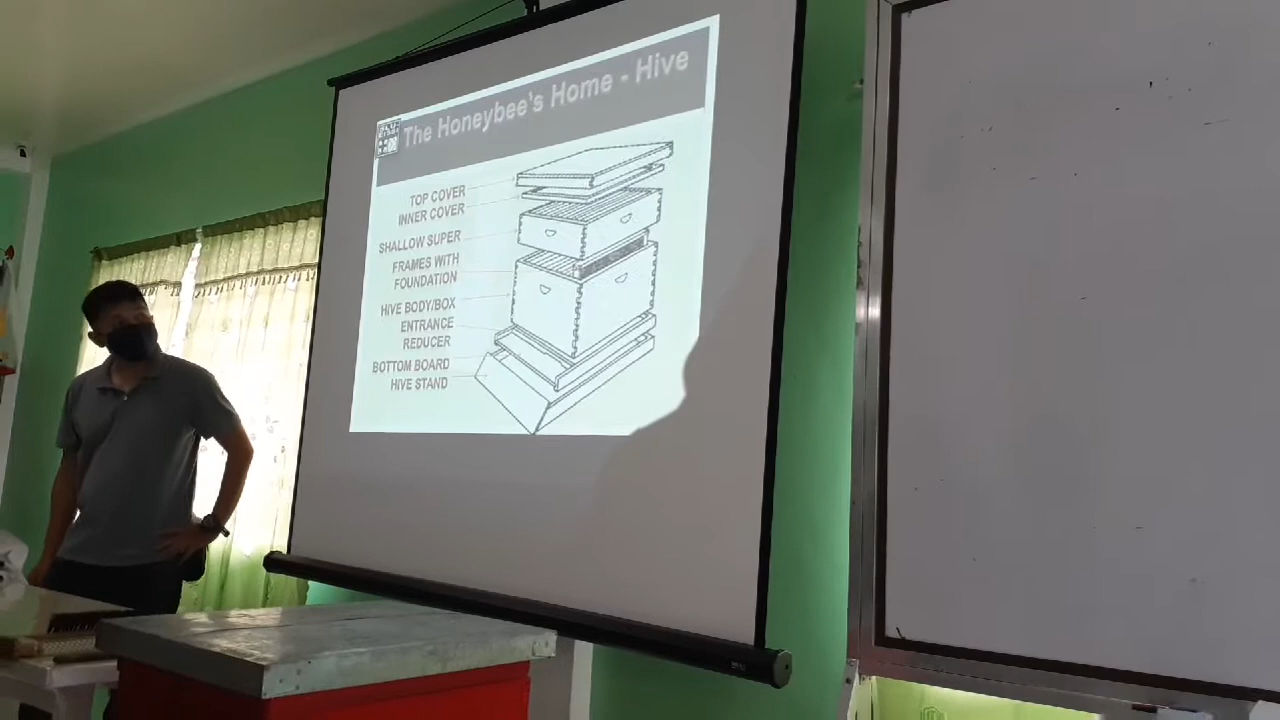 The Honeybee's Home - Hive
TOP COVER
INNER COVER
SHALLOW SUPER
FRAMES WITH
FOUNDATION
HIVE BODY/BOX
ENTRANCE
REDUCER
BOTTOM BOARD
HIVE STAND